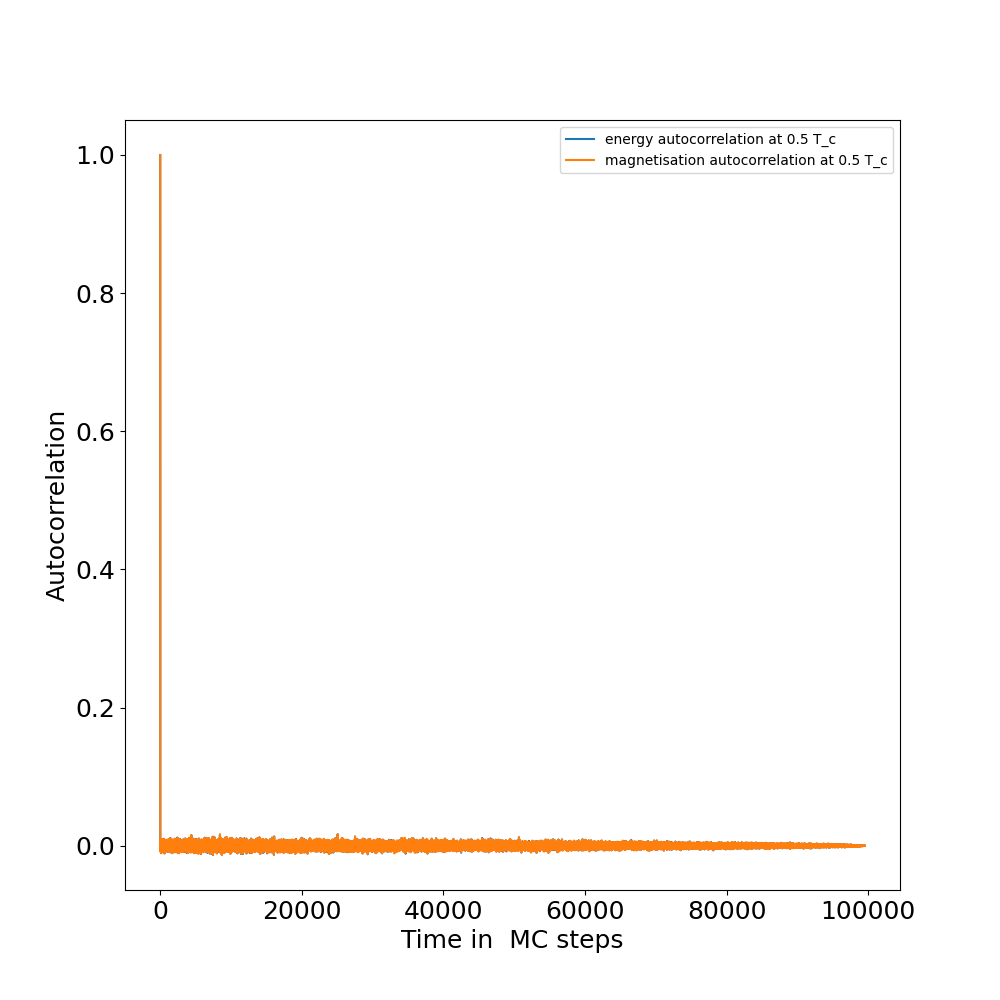 energy autocorrelation at 0.5 T_c
magnetisation autocorrelation at 0.5 T_c
1.0
0.8
0.6
0.4
0.2
0.0
Autocorrelation
0 20000 40000 60000 80000 100000
Time in  MC steps